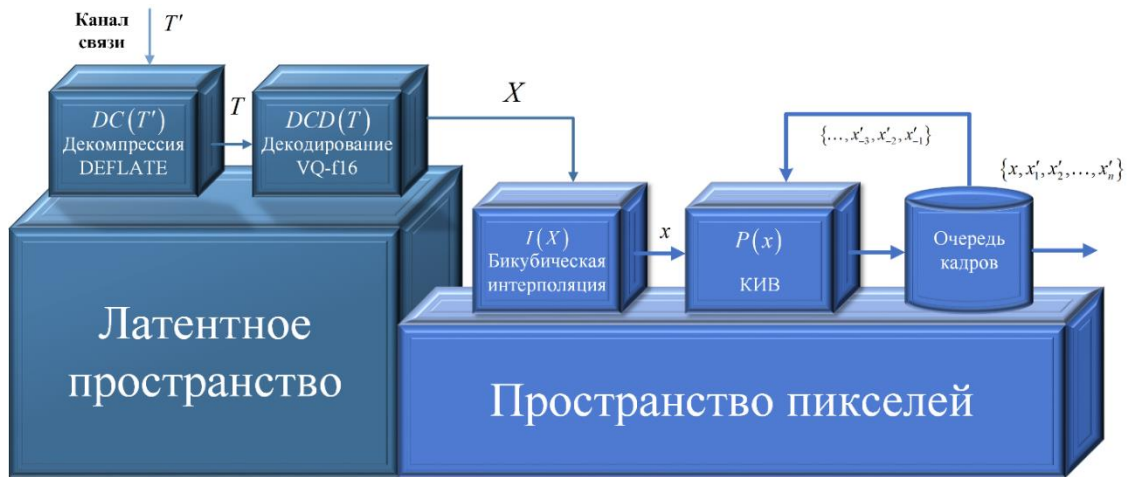 Канал
связи
T′
DC(T′)
Декомпрессия
DEFLATE
T
DCD(T)
Декодирование
VQ-f16
X
I(X)
Бикубическая
интерполяция
x
P(x)
КИВ
{…, x′₋₃, x′₋₂, x′₋₁}
Очередь
кадров
{x, x′₁, x′₂, …, x′ₙ}
Латентное
пространство
Пространство пикселей